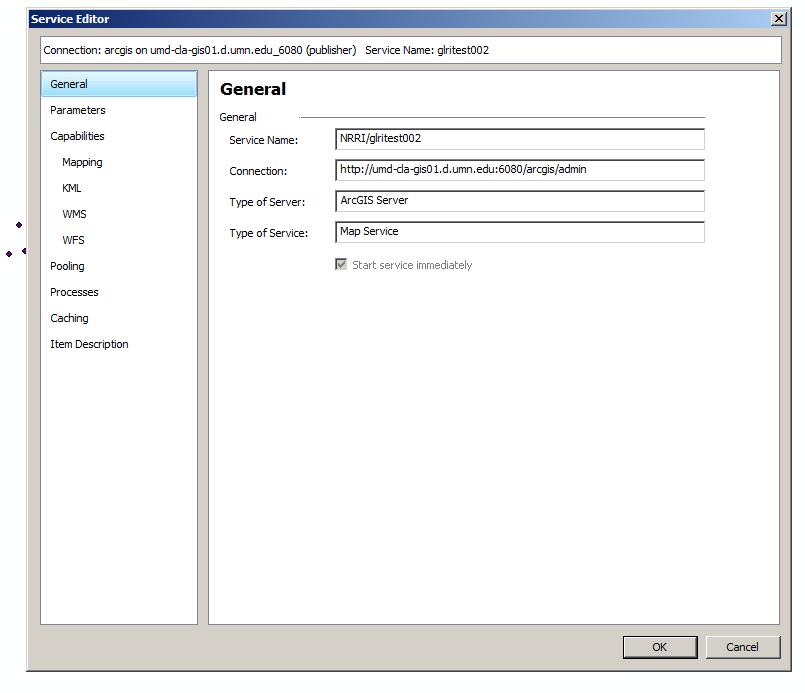 Service Editor
Connection: arcgis on umd-cla-gis01.d.umn.edu_6080 (publisher) Service Name: glritest002
General
Parameters
Capabilities
Mapping
KML
WMS
WFS
Pooling
Processes
Caching
Item Description
General
General
Service Name: NRRI/glritest002
Connection: http://umd-cla-gis01.d.umn.edu:6080/arcgis/admin
Type of Server: ArcGIS Server
Type of Service: Map Service
Start service immediately
OK Cancel